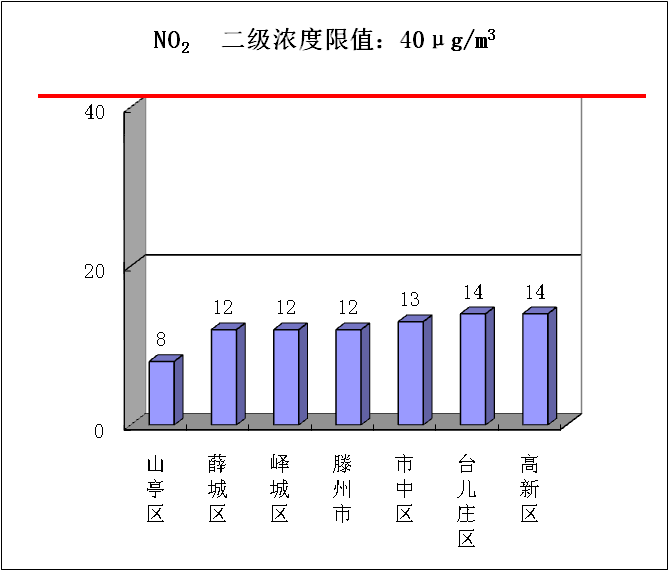 NO₂ 二级浓度限值：40μg/m³
40
20
0
8
12
12
12
13
14
14
山亭区
薛城区
峄城区
滕州市
市中区
台儿庄区
高新区